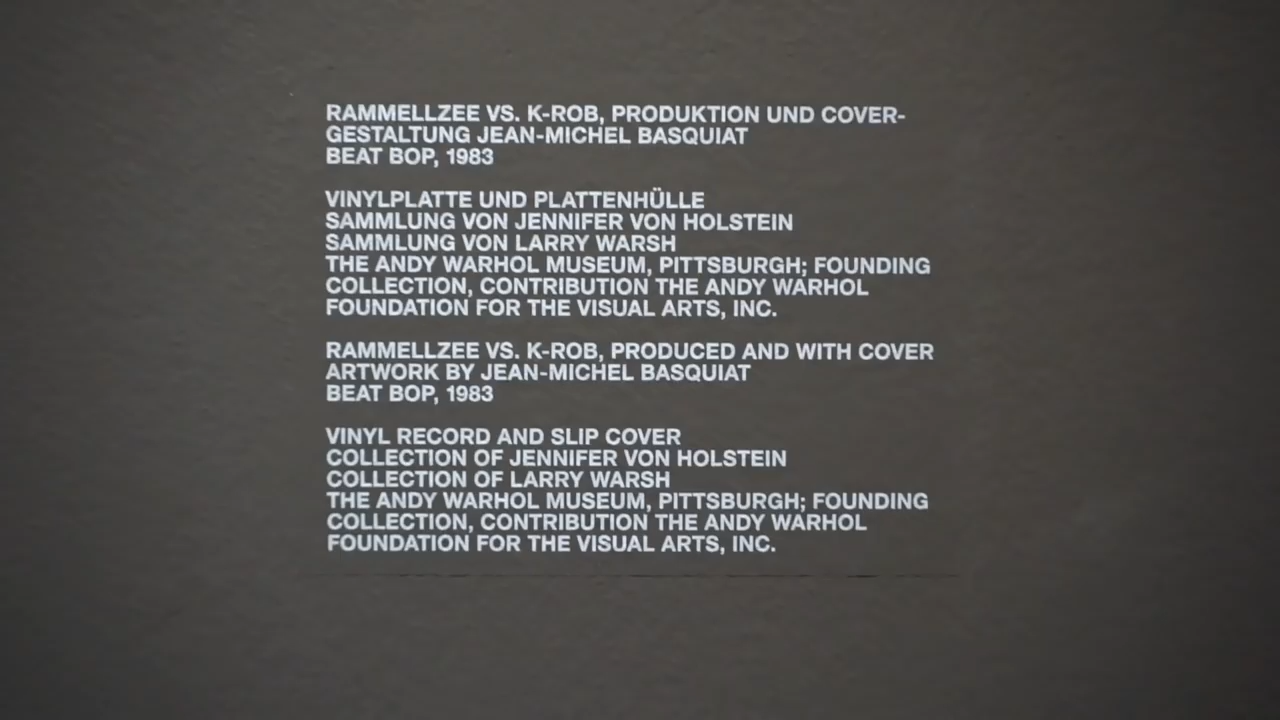 RAMMELLZEE VS. K-ROB, PRODUKTION UND COVER-
GESTALTUNG JEAN-MICHEL BASQUIAT
BEAT BOP, 1983
VINYLPLATTE UND PLATTENHÜLLE
SAMMLUNG VON JENNIFER VON HOLSTEIN
SAMMLUNG VON LARRY WARSH
THE ANDY WARHOL MUSEUM, PITTSBURGH; FOUNDING
COLLECTION, CONTRIBUTION THE ANDY WARHOL
FOUNDATION FOR THE VISUAL ARTS, INC.
RAMMELLZEE VS. K-ROB, PRODUCED AND WITH COVER
ARTWORK BY JEAN-MICHEL BASQUIAT
BEAT BOP, 1983
VINYL RECORD AND SLIP COVER
COLLECTION OF JENNIFER VON HOLSTEIN
COLLECTION OF LARRY WARSH
THE ANDY WARHOL MUSEUM, PITTSBURGH; FOUNDING
COLLECTION, CONTRIBUTION THE ANDY WARHOL
FOUNDATION FOR THE VISUAL ARTS, INC.